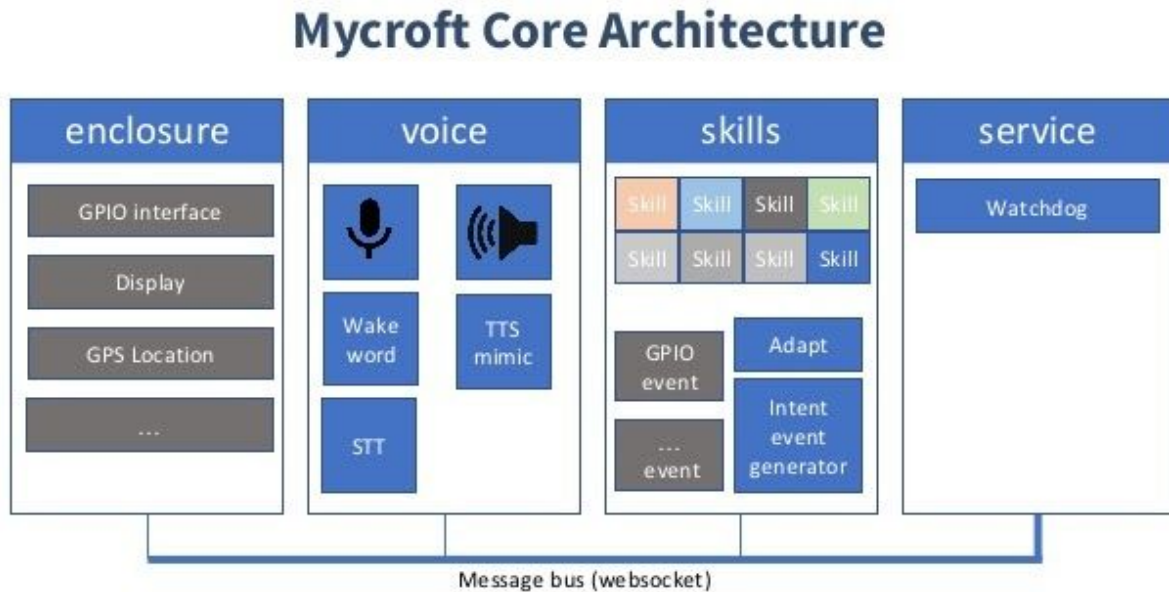 Mycroft Core Architecture
enclosure
GPIO interface
Display
GPS Location
...
voice
Wake
word
TTS
mimic
STT
skills
Skill Skill Skill Skill
Skill Skill Skill Skill
GPIO
event
Adapt
...
event
Intent
event
generator
service
Watchdog
Message bus (websocket)